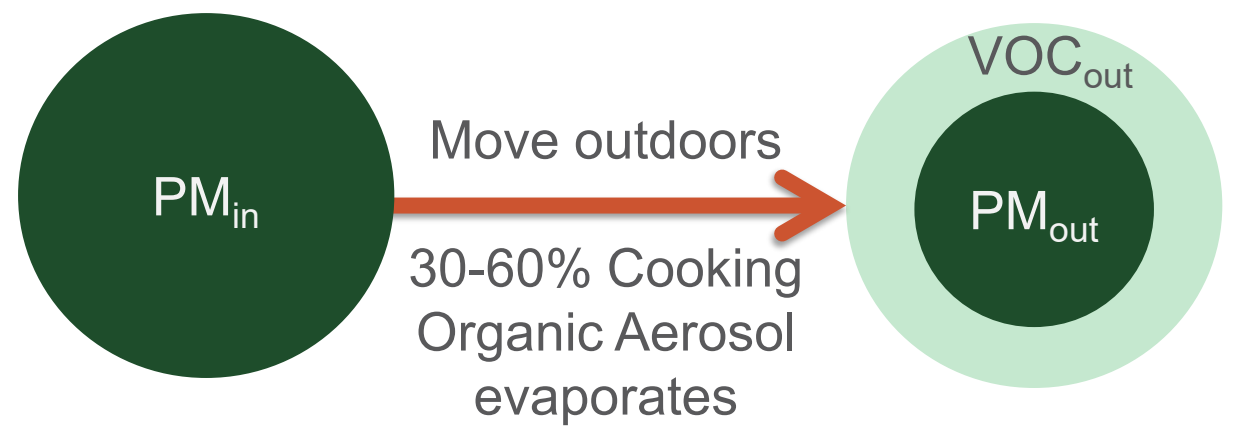 PMin
Move outdoors
30-60% Cooking
Organic Aerosol
evaporates
VOCout
PMout